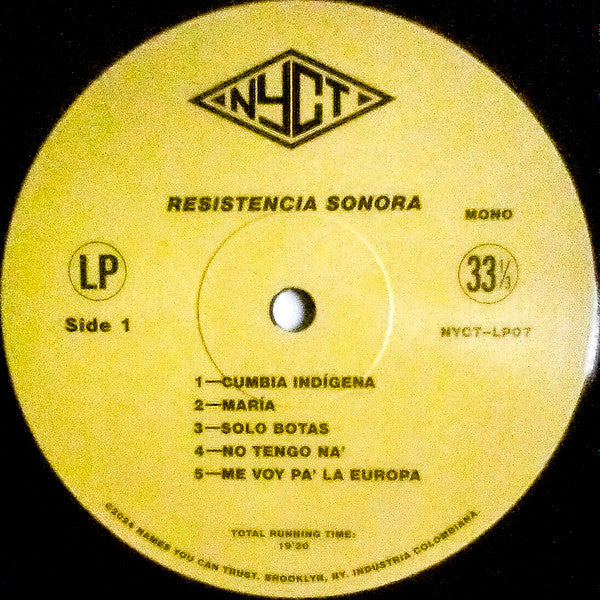 NYCT
RESISTENCIA SONORA
MONO
LP
33⅓
Side 1
NYCT-LP07
1—CUMBIA INDÍGENA
2—MARÍA
3—SOLO BOTAS
4—NO TENGO NA'
5—ME VOY PA' LA EUROPA
TOTAL RUNNING TIME:
19'20
©2024 NAMES YOU CAN TRUST. BROOKLYN, NY. INDUSTRIA COLOMBIANA.